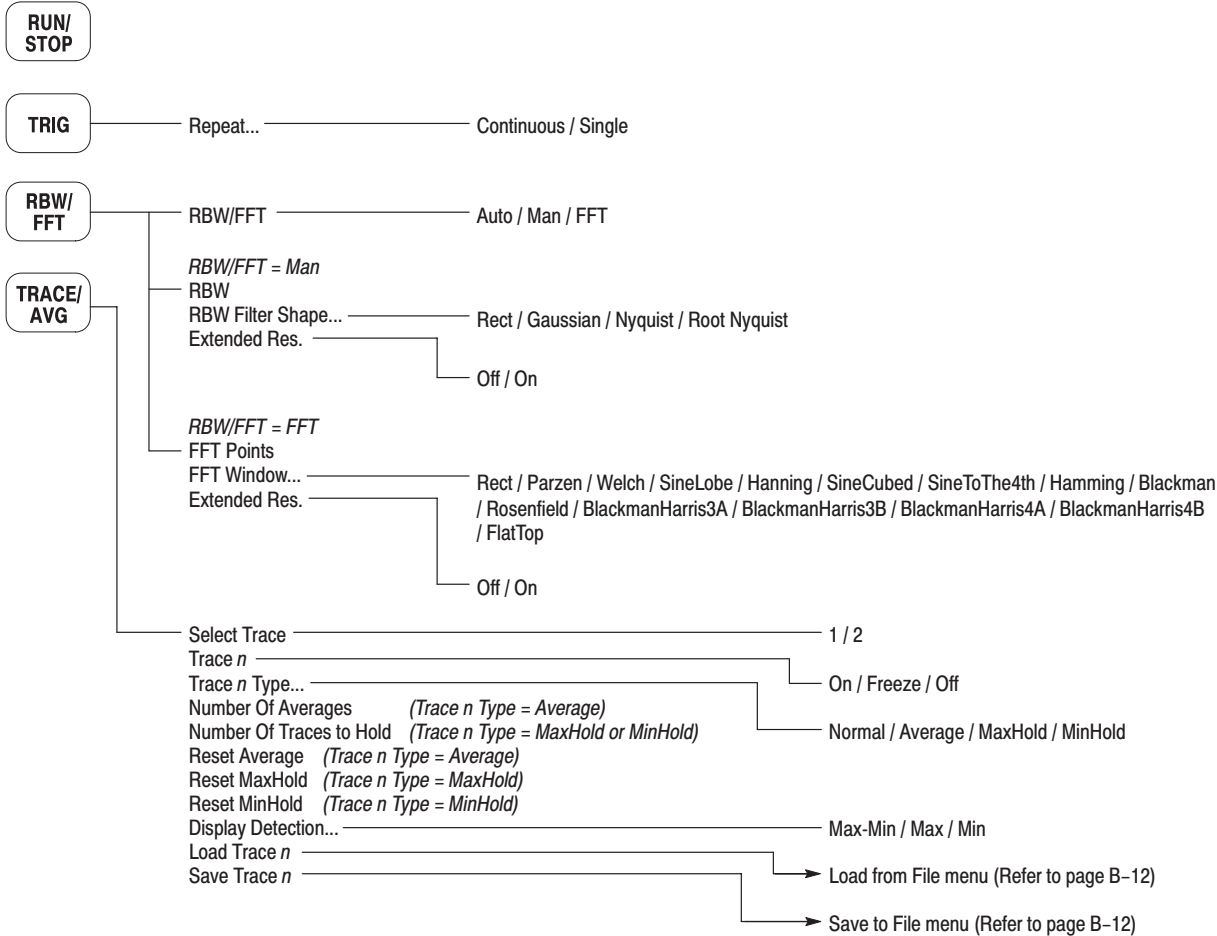 RUN/
STOP
TRIG
Repeat...
Continuous / Single
RBW/
FFT
RBW/FFT
Auto / Man / FFT
RBW/FFT = Man
RBW
RBW Filter Shape...
Rect / Gaussian / Nyquist / Root Nyquist
Extended Res.
Off / On
RBW/FFT = FFT
FFT Points
FFT Window...
Rect / Parzen / Welch / SineLobe / Hanning / SineCubed / SineToThe4th / Hamming / Blackman
/ Rosenfield / BlackmanHarris3A / BlackmanHarris3B / BlackmanHarris4A / BlackmanHarris4B
/ FlatTop
Extended Res.
Off / On
TRACE/
AVG
Select Trace
1 / 2
Trace n
On / Freeze / Off
Trace n Type...
Normal / Average / MaxHold / MinHold
Number Of Averages (Trace n Type = Average)
Number Of Traces to Hold (Trace n Type = MaxHold or MinHold)
Reset Average (Trace n Type = Average)
Reset MaxHold (Trace n Type = MaxHold)
Reset MinHold (Trace n Type = MinHold)
Display Detection...
Max-Min / Max / Min
Load Trace n
Load from File menu (Refer to page B–12)
Save Trace n
Save to File menu (Refer to page B–12)